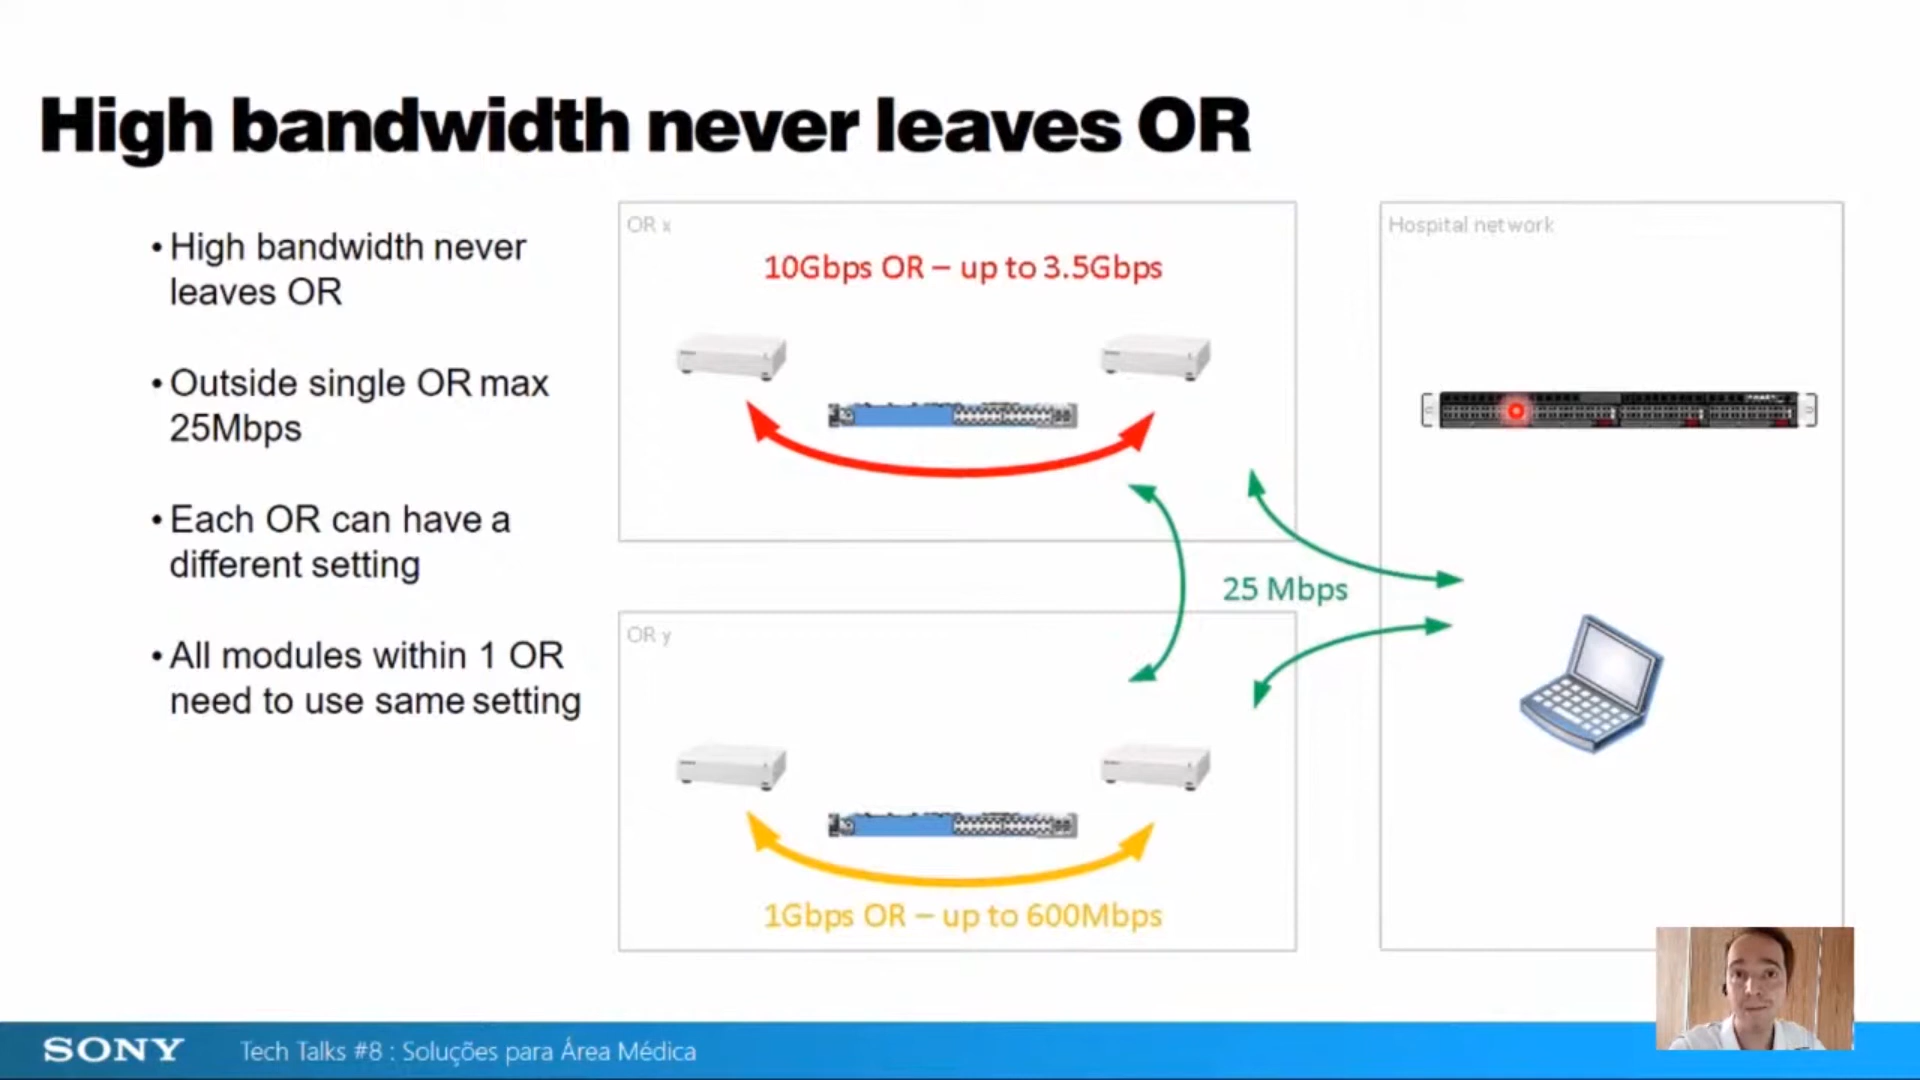 High bandwidth never leaves OR
• High bandwidth never
leaves OR
• Outside single OR max
25Mbps
• Each OR can have a
different setting
• All modules within 1 OR
need to use same setting
OR x
10Gbps OR – up to 3.5Gbps
Hospital network
25 Mbps
OR y
1Gbps OR – up to 600Mbps
SONY
Tech Talks #8 : Soluções para Área Médica